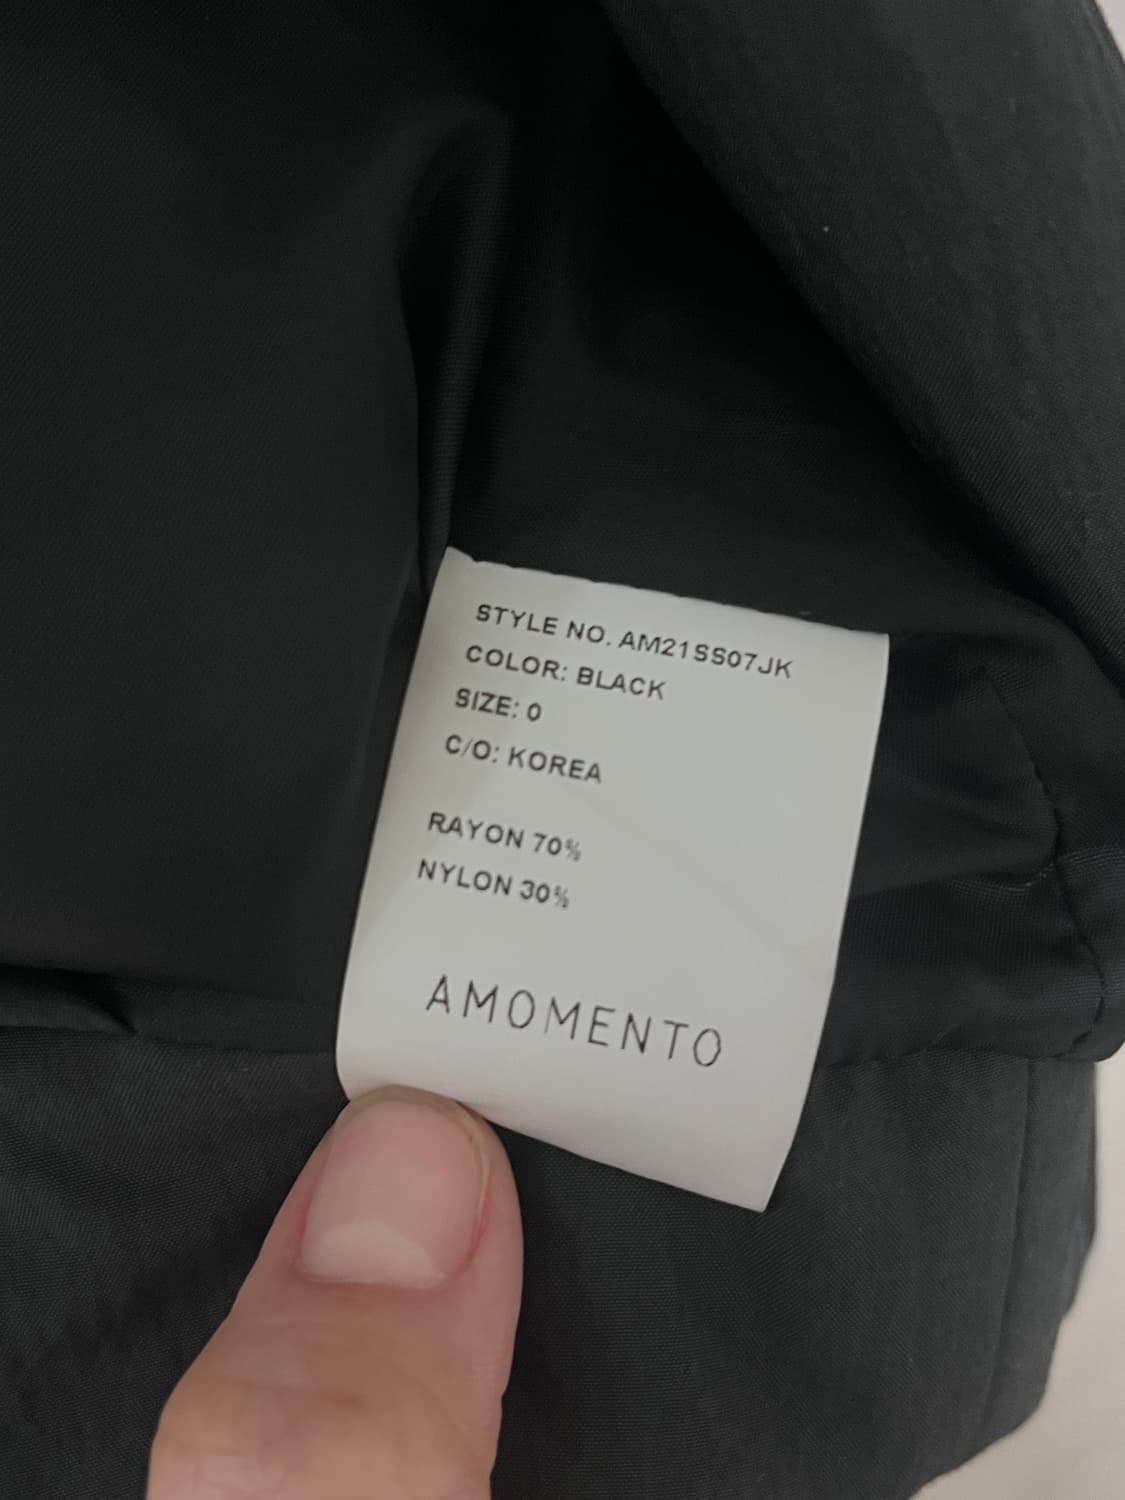 STYLE NO. AM21SS07JK
COLOR: BLACK
SIZE: 0
C/O: KOREA
RAYON 70%
NYLON 30%
AMOMENTO